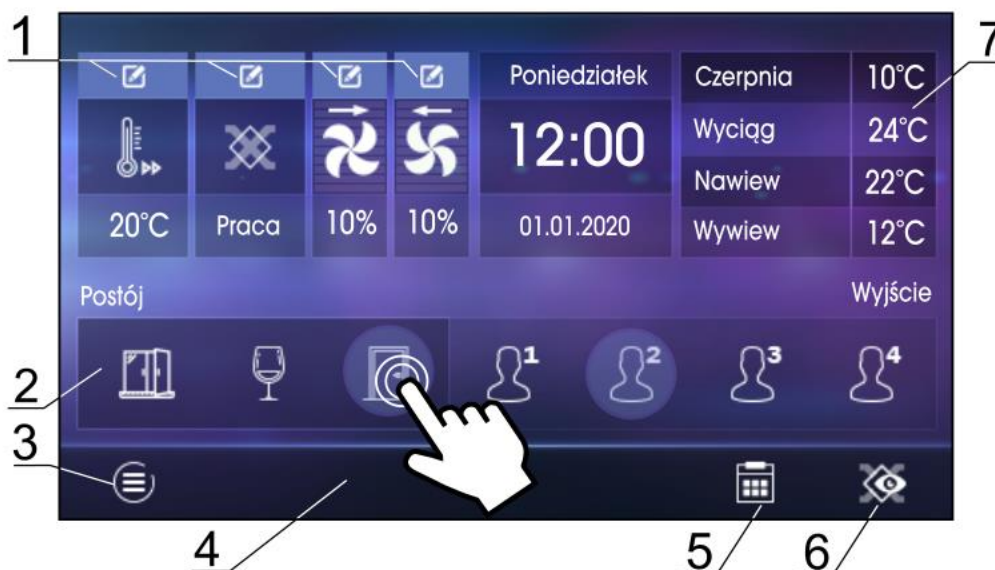 1
7
Poniedziałek
12:00
01.01.2020
Czerpnia 10°C
Wyciąg 24°C
Nawiew 22°C
Wywiew 12°C
20°C Praca 10% 10%
Postój Wyjście
2
1 2 3 4
3
4
5
6